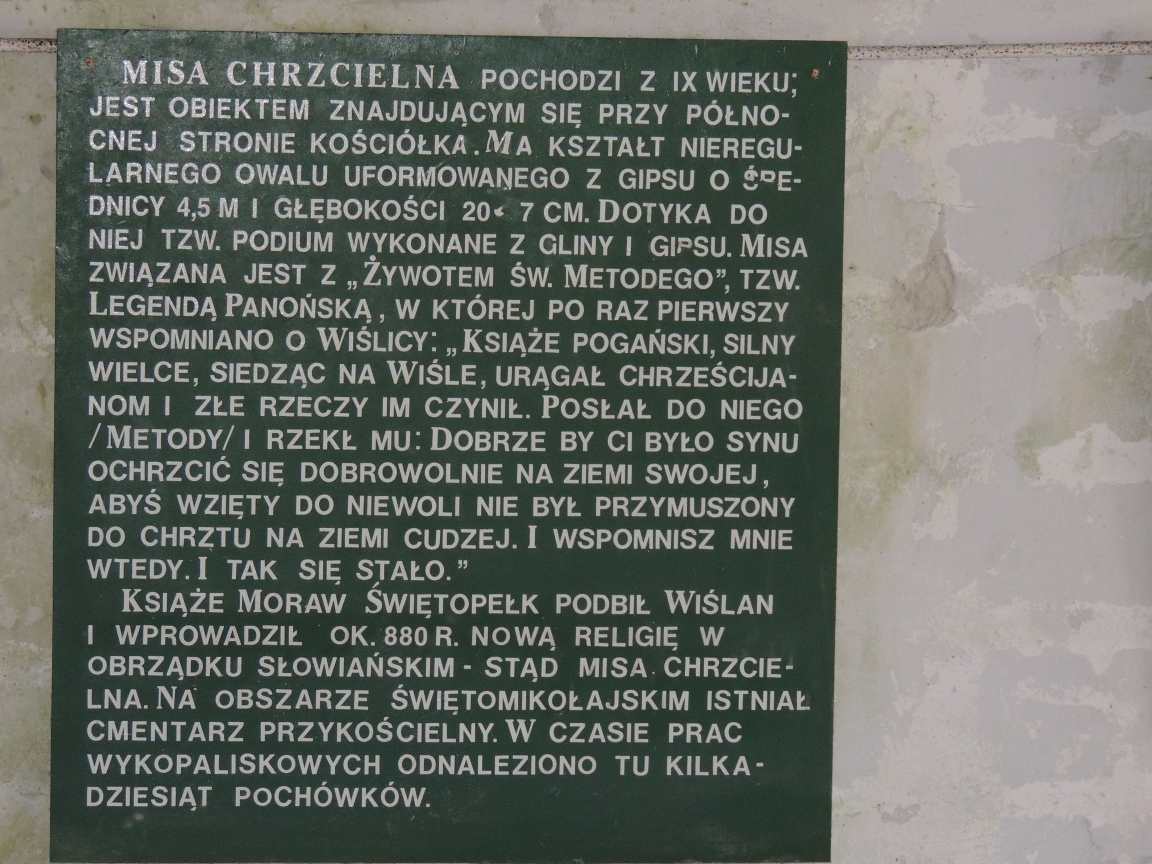 MISA CHRZCIELNA POCHODZI Z IX WIEKU;
JEST OBIEKTEM ZNAJDUJĄCYM SIĘ PRZY PÓŁNO-
CNEJ STRONIE KOŚCIÓŁKA. MA KSZTAŁT NIEREGU-
LARNEGO OWALU UFORMOWANEGO Z GIPSU O ŚRE-
DNICY 4,5 M I GŁĘBOKOŚCI 20 7 CM. DOTYKA DO
NIEJ TZW. PODIUM WYKONANE Z GLINY I GIPSU. MISA
ZWIĄZANA JEST Z „ŻYWOTEM ŚW. METODEGO”, TZW.
LEGENDĄ PANOŃSKĄ, W KTÓREJ PO RAZ PIERWSZY
WSPOMNIANO O WIŚLICY: „KSIĄŻE POGAŃSKI, SILNY
WIELCE, SIEDZĄC NA WIŚLE, URĄGAŁ CHRZEŚCIJA-
NOM I ZŁE RZECZY IM CZYNIŁ. POSŁAŁ DO NIEGO
/METODY/ I RZEKŁ MU: DOBRZE BY CI BYŁO SYNU
OCHRZCIĆ SIĘ DOBROWOLNIE NA ZIEMI SWOJEJ,
ABYŚ WZIĘTY DO NIEWOLI NIE BYŁ PRZYMUSZONY
DO CHRZTU NA ZIEMI CUDZEJ. I WSPOMNISZ MNIE
WTEDY. I TAK SIĘ STAŁO.”
KSIĄŻE MORAW ŚWIĘTOPEŁK PODBIŁ WIŚLAN
I WPROWADZIŁ OK. 880 R. NOWĄ RELIGIĘ W
OBRZĄDKU SŁOWIAŃSKIM - STĄD MISA CHRZCIE-
LNA. NA OBSZARZE ŚWIĘTOMIKOŁAJSKIM ISTNIAŁ
CMENTARZ PRZYKOŚCIELNY. W CZASIE PRAC
WYKOPALISKOWYCH ODNALEZIONO TU KILKA-
DZIESIĄT POCHÓWKÓW.